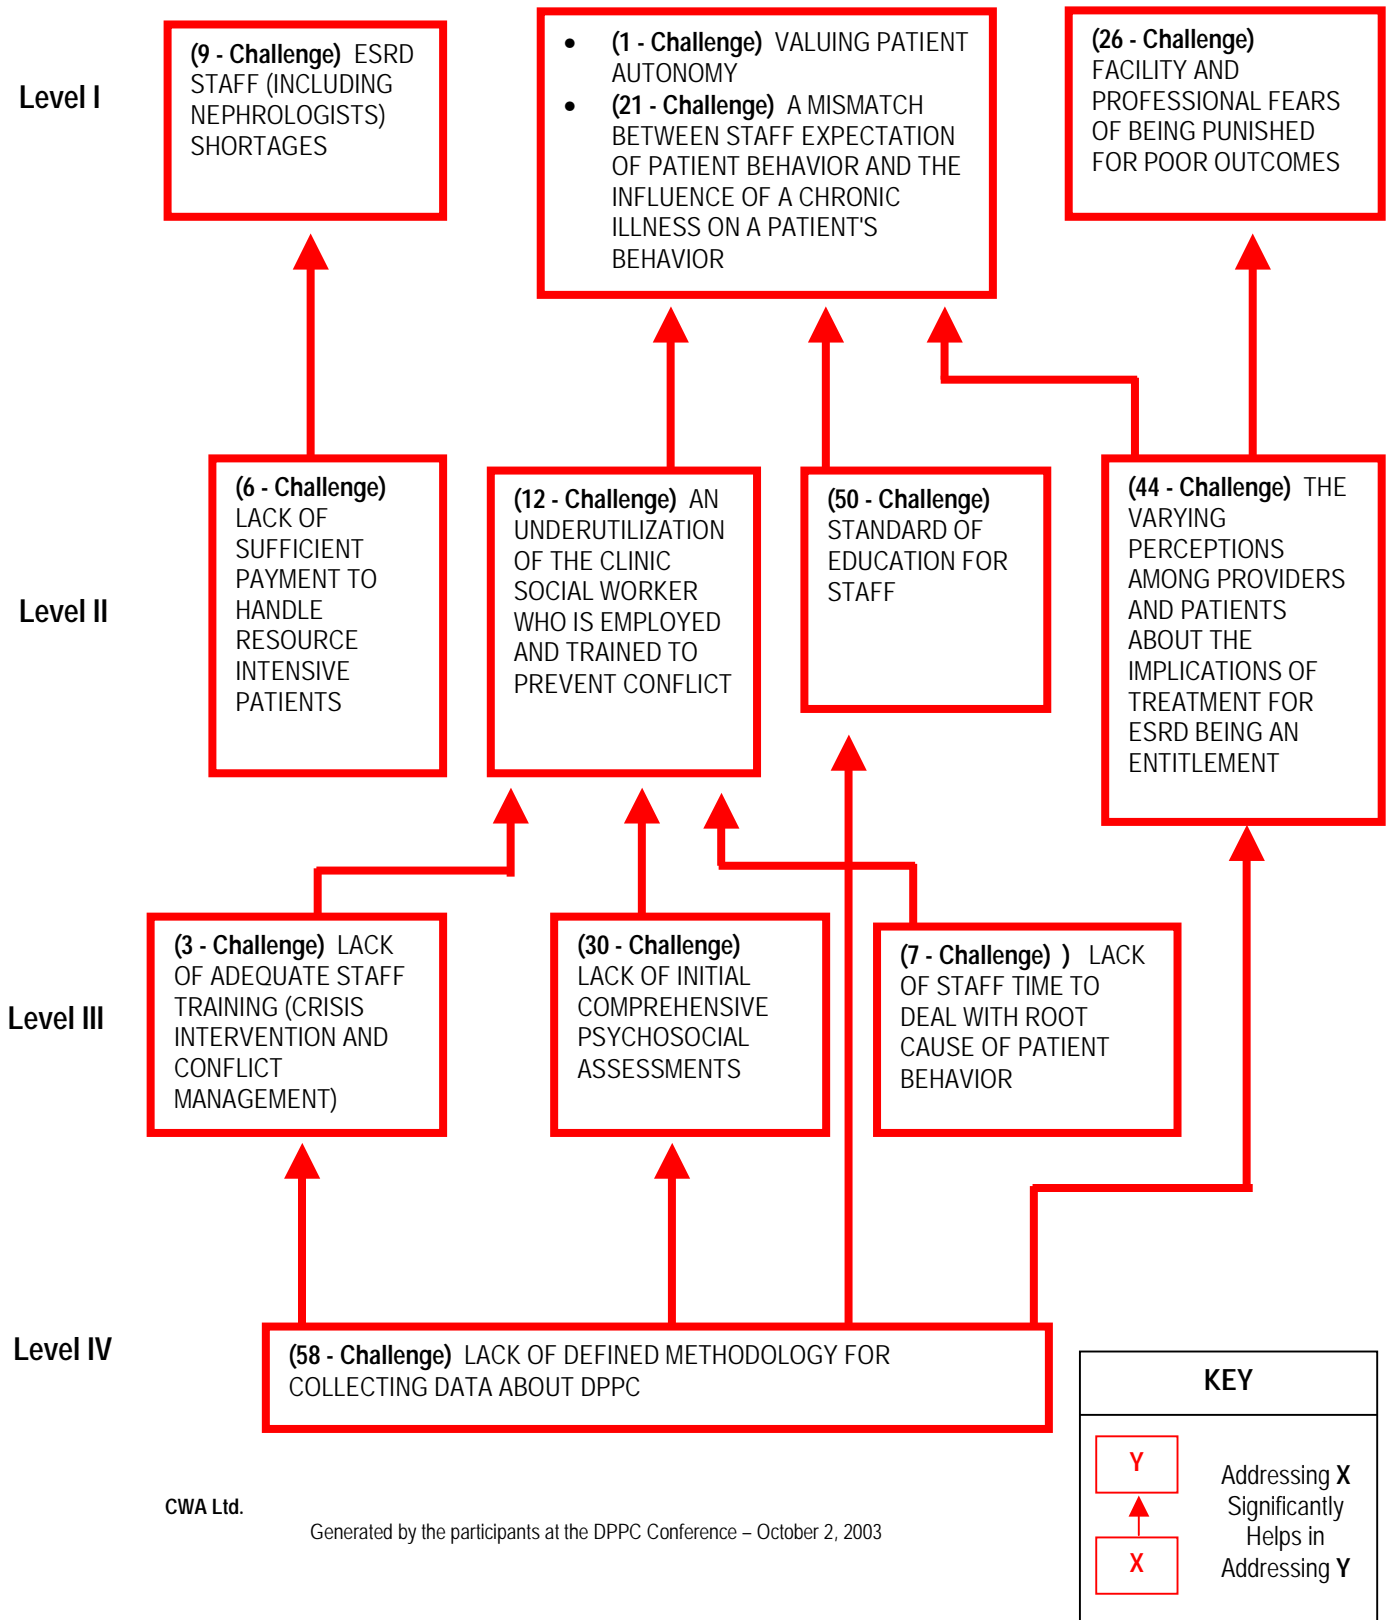 Level I
(9 - Challenge) ESRD
STAFF (INCLUDING
NEPHROLOGISTS)
SHORTAGES
• (1 - Challenge) VALUING PATIENT
AUTONOMY
• (21 - Challenge) A MISMATCH
BETWEEN STAFF EXPECTATION
OF PATIENT BEHAVIOR AND THE
INFLUENCE OF A CHRONIC
ILLNESS ON A PATIENT'S
BEHAVIOR
(26 - Challenge)
FACILITY AND
PROFESSIONAL FEARS
OF BEING PUNISHED
FOR POOR OUTCOMES
Level II
(6 - Challenge)
LACK OF
SUFFICIENT
PAYMENT TO
HANDLE
RESOURCE
INTENSIVE
PATIENTS
(12 - Challenge) AN
UNDERUTILIZATION
OF THE CLINIC
SOCIAL WORKER
WHO IS EMPLOYED
AND TRAINED TO
PREVENT CONFLICT
(50 - Challenge)
STANDARD OF
EDUCATION FOR
STAFF
(44 - Challenge) THE
VARYING
PERCEPTIONS
AMONG PROVIDERS
AND PATIENTS
ABOUT THE
IMPLICATIONS OF
TREATMENT FOR
ESRD BEING AN
ENTITLEMENT
Level III
(3 - Challenge) LACK
OF ADEQUATE STAFF
TRAINING (CRISIS
INTERVENTION AND
CONFLICT
MANAGEMENT)
(30 - Challenge)
LACK OF INITIAL
COMPREHENSIVE
PSYCHOSOCIAL
ASSESSMENTS
(7 - Challenge) ) LACK
OF STAFF TIME TO
DEAL WITH ROOT
CAUSE OF PATIENT
BEHAVIOR
Level IV
(58 - Challenge) LACK OF DEFINED METHODOLOGY FOR
COLLECTING DATA ABOUT DPPC
KEY
Y
X
Addressing X
Significantly
Helps in
Addressing Y
CWA Ltd.
Generated by the participants at the DPPC Conference – October 2, 2003